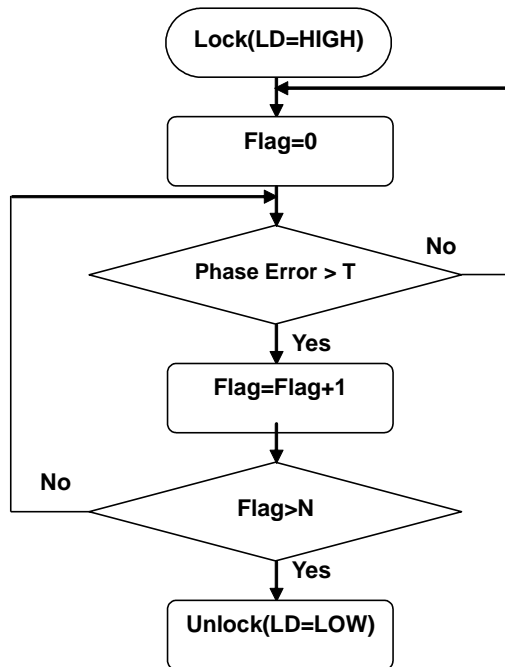 Lock(LD=HIGH)
Flag=0
No
Phase Error > T
Yes
Flag=Flag+1
No
Flag>N
Yes
Unlock(LD=LOW)